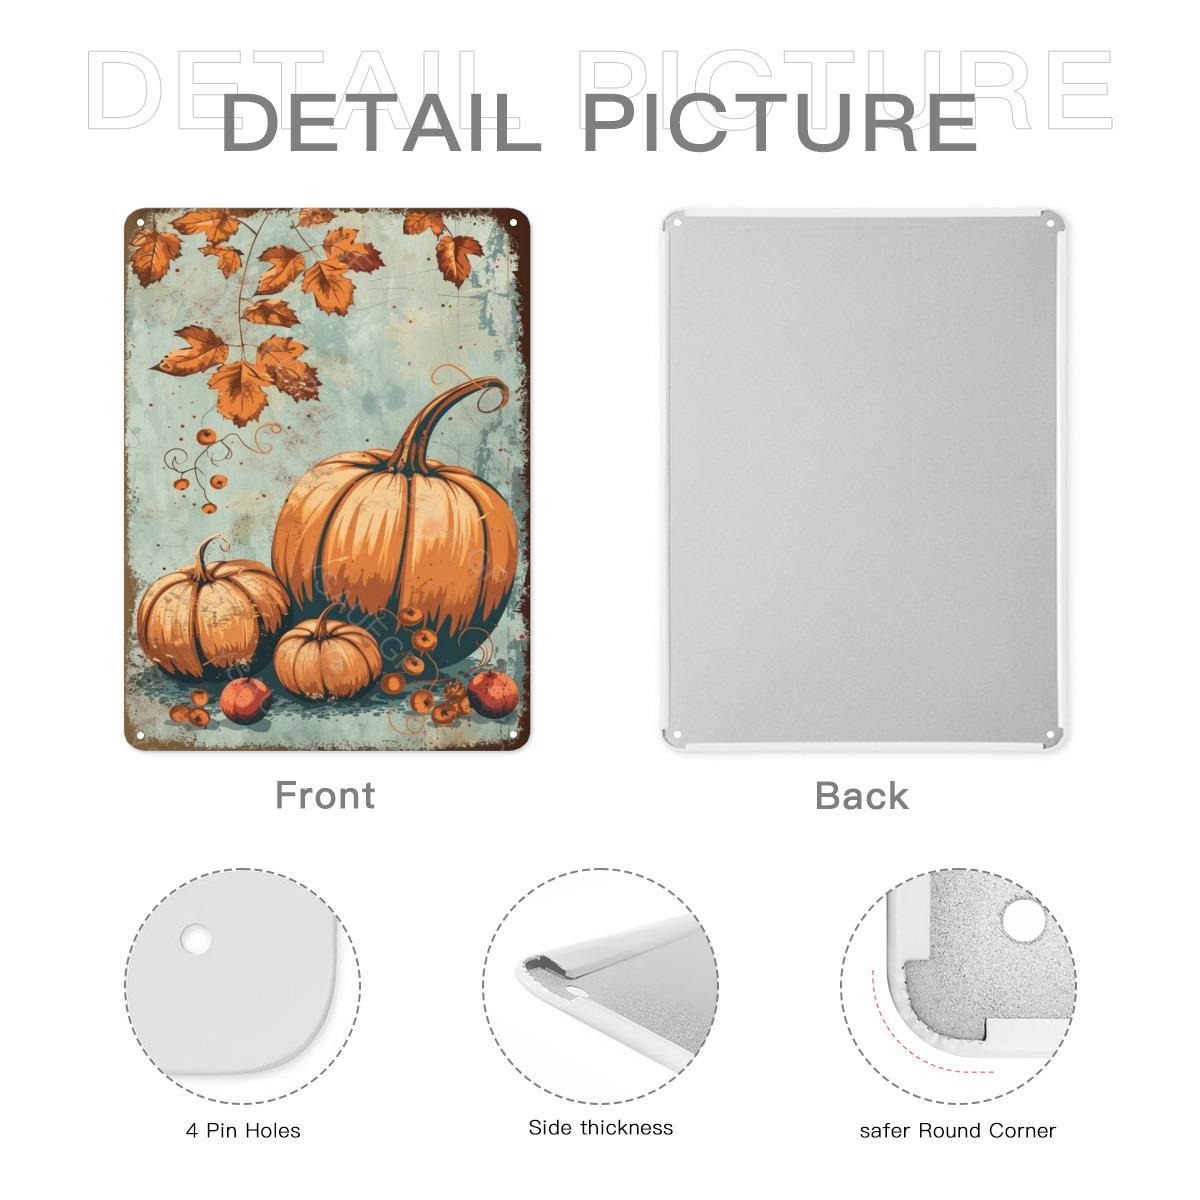 DETAIL PICTURE
DETAIL PICTURE
Front
Back
4 Pin Holes
Side thickness
safer Round Corner